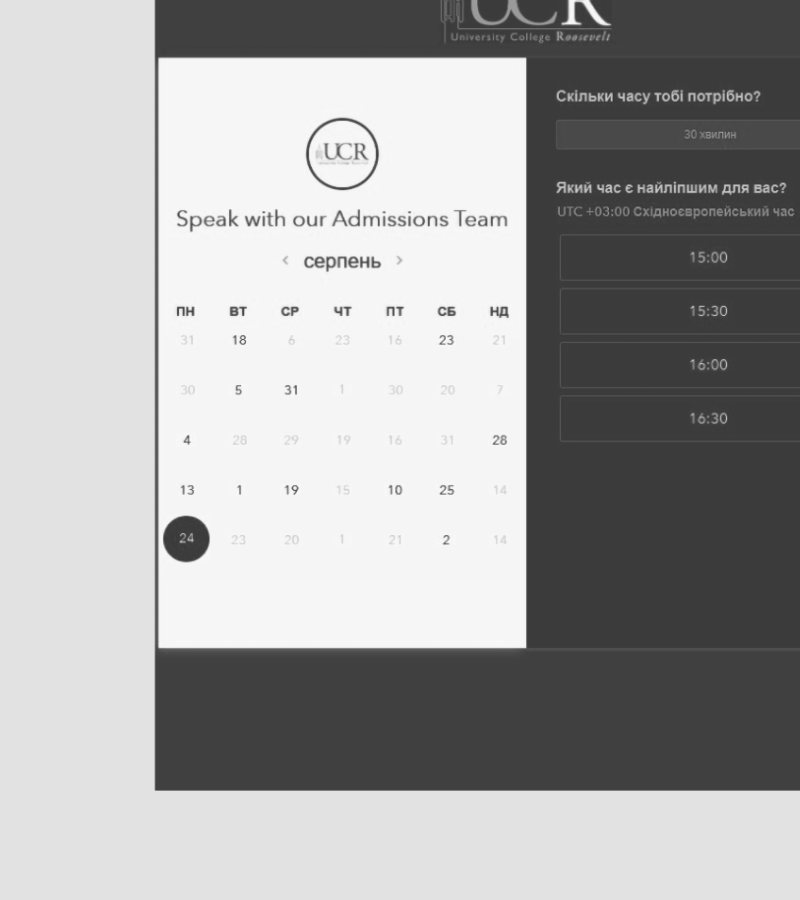 UCR
University College Roosevelt
UCR
Speak with our Admissions Team
< серпень >
ПН ВТ СР ЧТ ПТ СБ НД
31 18 6 23 16 23 21
30 5 31 1 30 20 7
4 28 29 19 16 31 28
13 1 19 15 10 25 14
24 23 20 1 21 2 14
Скільки часу тобі потрібно?
30 хвилин
Який час є найліпшим для вас?
UTC +03:00 Східноєвропейський час
15:00
15:30
16:00
16:30